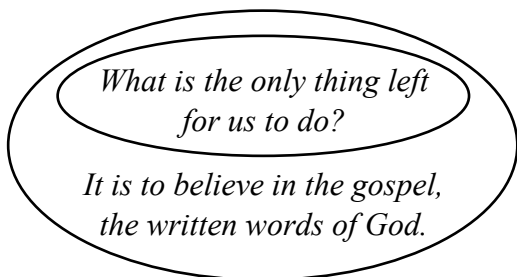 What is the only thing left
for us to do?
It is to believe in the gospel,
the written words of God.